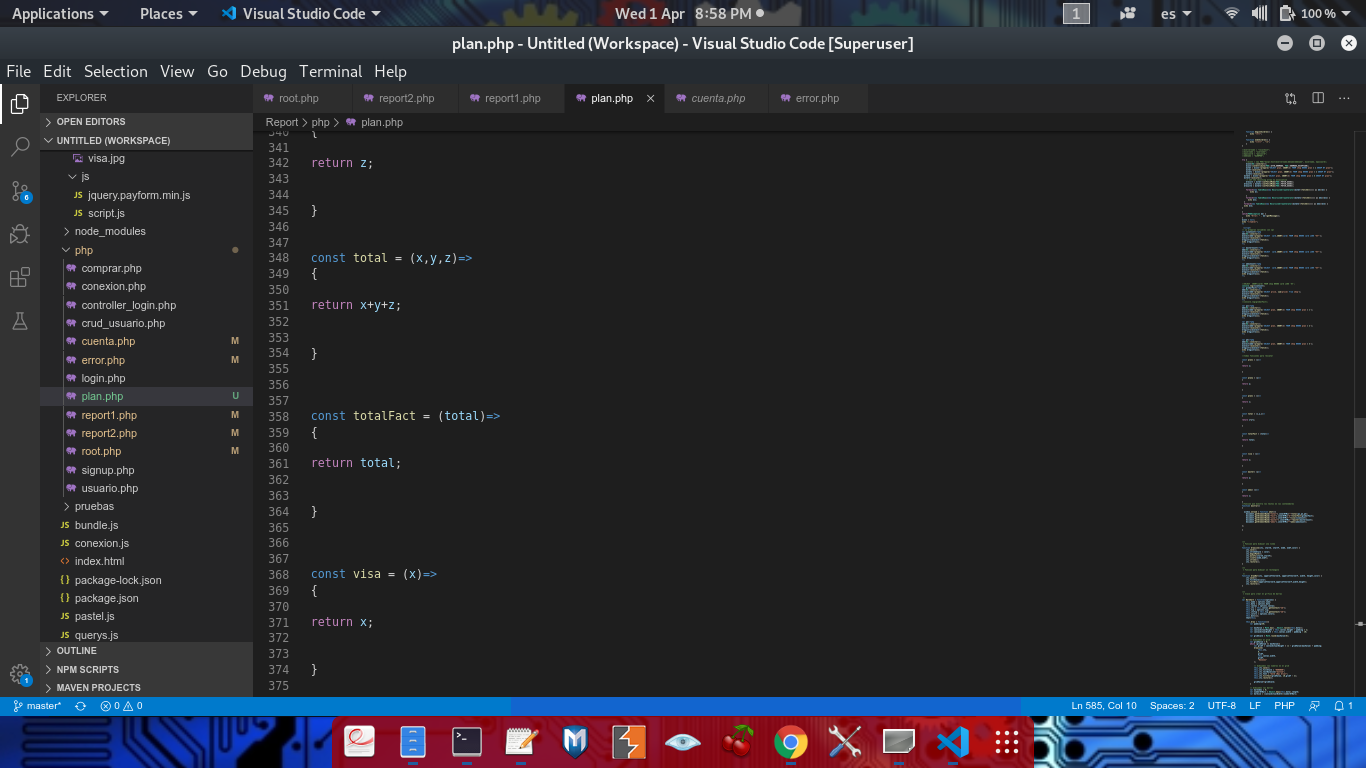 Applications Places Visual Studio Code Wed 1 Apr 8:58 PM 1 es 100 %
plan.php - Untitled (Workspace) - Visual Studio Code [Superuser]
File Edit Selection View Go Debug Terminal Help
EXPLORER
root.php report2.php report1.php plan.php cuenta.php error.php
OPEN EDITORS
Report > php > plan.php
UNTITLED (WORKSPACE)
visa.jpg
js
JS jquery.payform.min.js
JS script.js
node_modules
php
comprar.php
conexion.php
controller_login.php
crud_usuario.php
cuenta.php M
error.php M
login.php
plan.php U
report1.php M
report2.php M
root.php M
signup.php
usuario.php
pruebas
JS bundle.js
JS conexion.js
<> index.html
{} package-lock.json
{} package.json
JS pastel.js
JS querys.js
OUTLINE
NPM SCRIPTS
MAVEN PROJECTS
6
1
340 {
341
342 return z;
343
344
345 }
346
347
348 const total = (x,y,z)=>
349 {
350
351 return x+y+z;
352
353
354 }
355
356
357
358 const totalFact = (total)=>
359 {
360
361 return total;
362
363
364 }
365
366
367
368 const visa = (x)=>
369 {
370
371 return x;
372
373
374 }
375
master* 0 0 Ln 585, Col 10 Spaces: 2 UTF-8 LF PHP 1